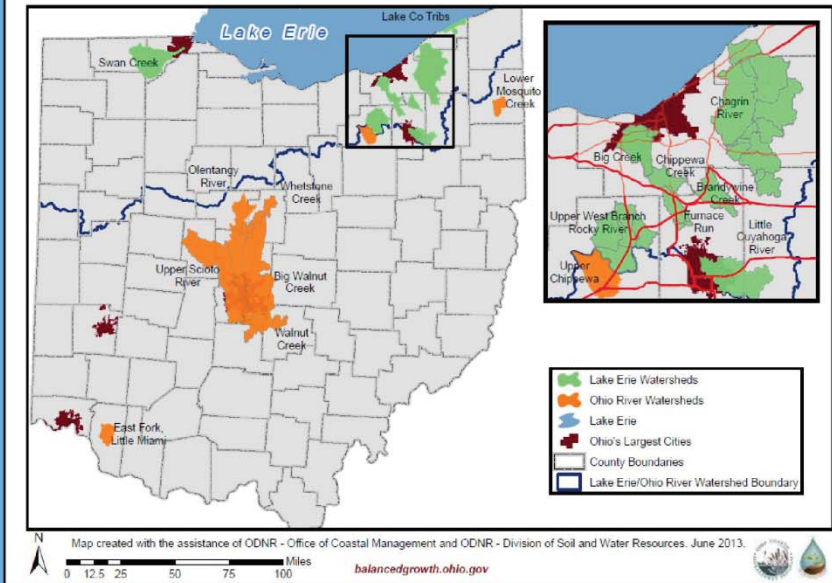 Lake Co Tribs
Lake Erie
Swan Creek
Lower
Mosquito
Creek
Olentangy
River
Whetstone
Creek
Upper Scioto
River
Big Walnut
Creek
Walnut
Creek
East Fork,
Little Miami
Chagrin
River
Big Creek
Chippewa
Creek
Brandywine
Creek
Upper West Branch
Rocky River
Furnace
Run
Little
Cuyahoga
River
Upper
Chippewa
Lake Erie Watersheds
Ohio River Watersheds
Lake Erie
Ohio's Largest Cities
County Boundaries
Lake Erie/Ohio River Watershed Boundary
N
Map created with the assistance of ODNR - Office of Coastal Management and ODNR - Division of Soil and Water Resources. June 2013.
Miles
0 12.5 25 50 75 100
balancedgrowth.ohio.gov